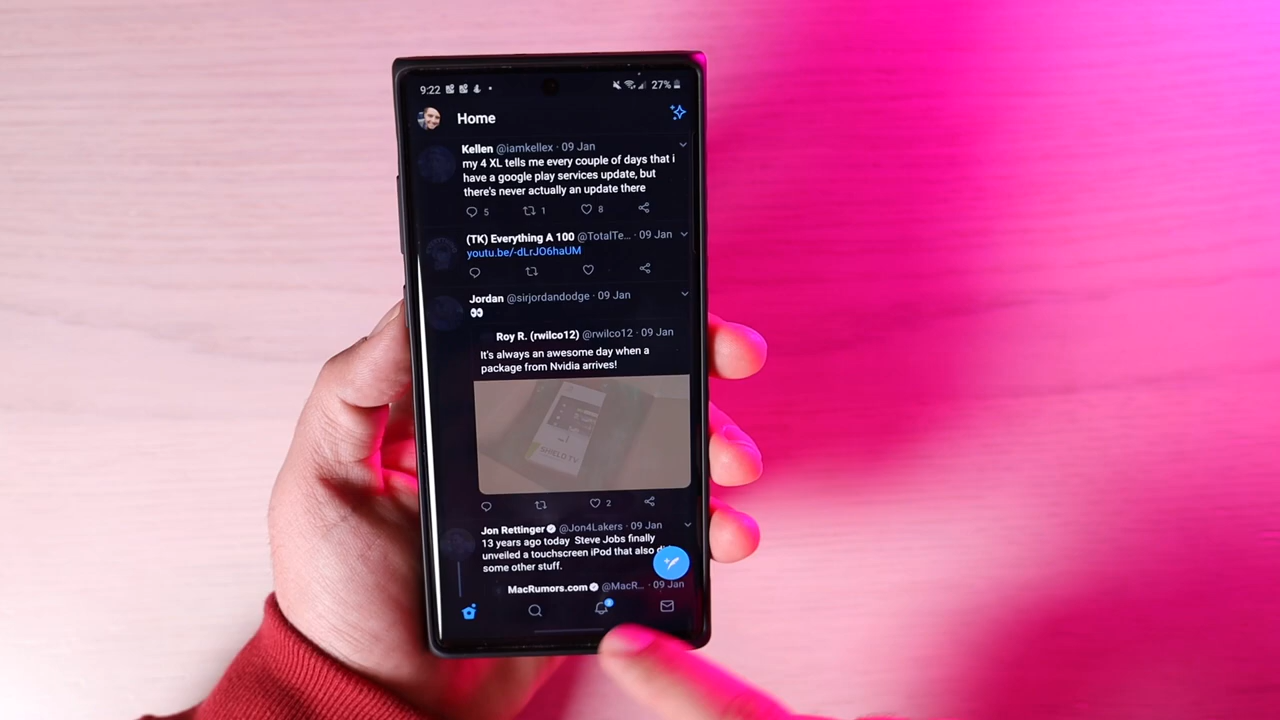 9:22 27%
Home
Kellen @iamkellex · 09 Jan
my 4 XL tells me every couple of days that i
have a google play services update, but
there's never actually an update there
5 1 8
(TK) Everything A 100 @TotalTe... · 09 Jan
youtu.be/-dLrJO6haUM
Jordan @sirjordandodge · 09 Jan
👀
Roy R. (rwilco12) @rwilco12 · 09 Jan
It's always an awesome day when a
package from Nvidia arrives!
SHIELD TV
2
Jon Rettinger @Jon4Lakers · 09 Jan
13 years ago today Steve Jobs finally
unveiled a touchscreen iPod that also
some other stuff.
MacRumors.com @MacR... · 09 Jan